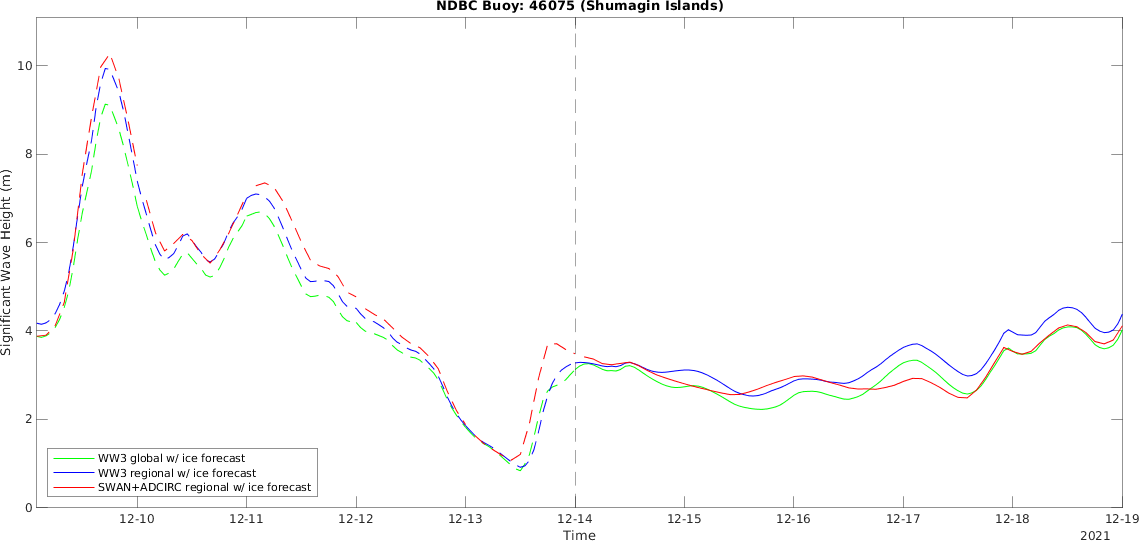 NDBC Buoy: 46075 (Shumagin Islands)
10
8
6
4
2
0
Significant Wave Height (m)
WW3 global w/ ice forecast
WW3 regional w/ ice forecast
SWAN+ADCIRC regional w/ ice forecast
12-10 12-11 12-12 12-13 12-14 12-15 12-16 12-17 12-18 12-19
Time
2021